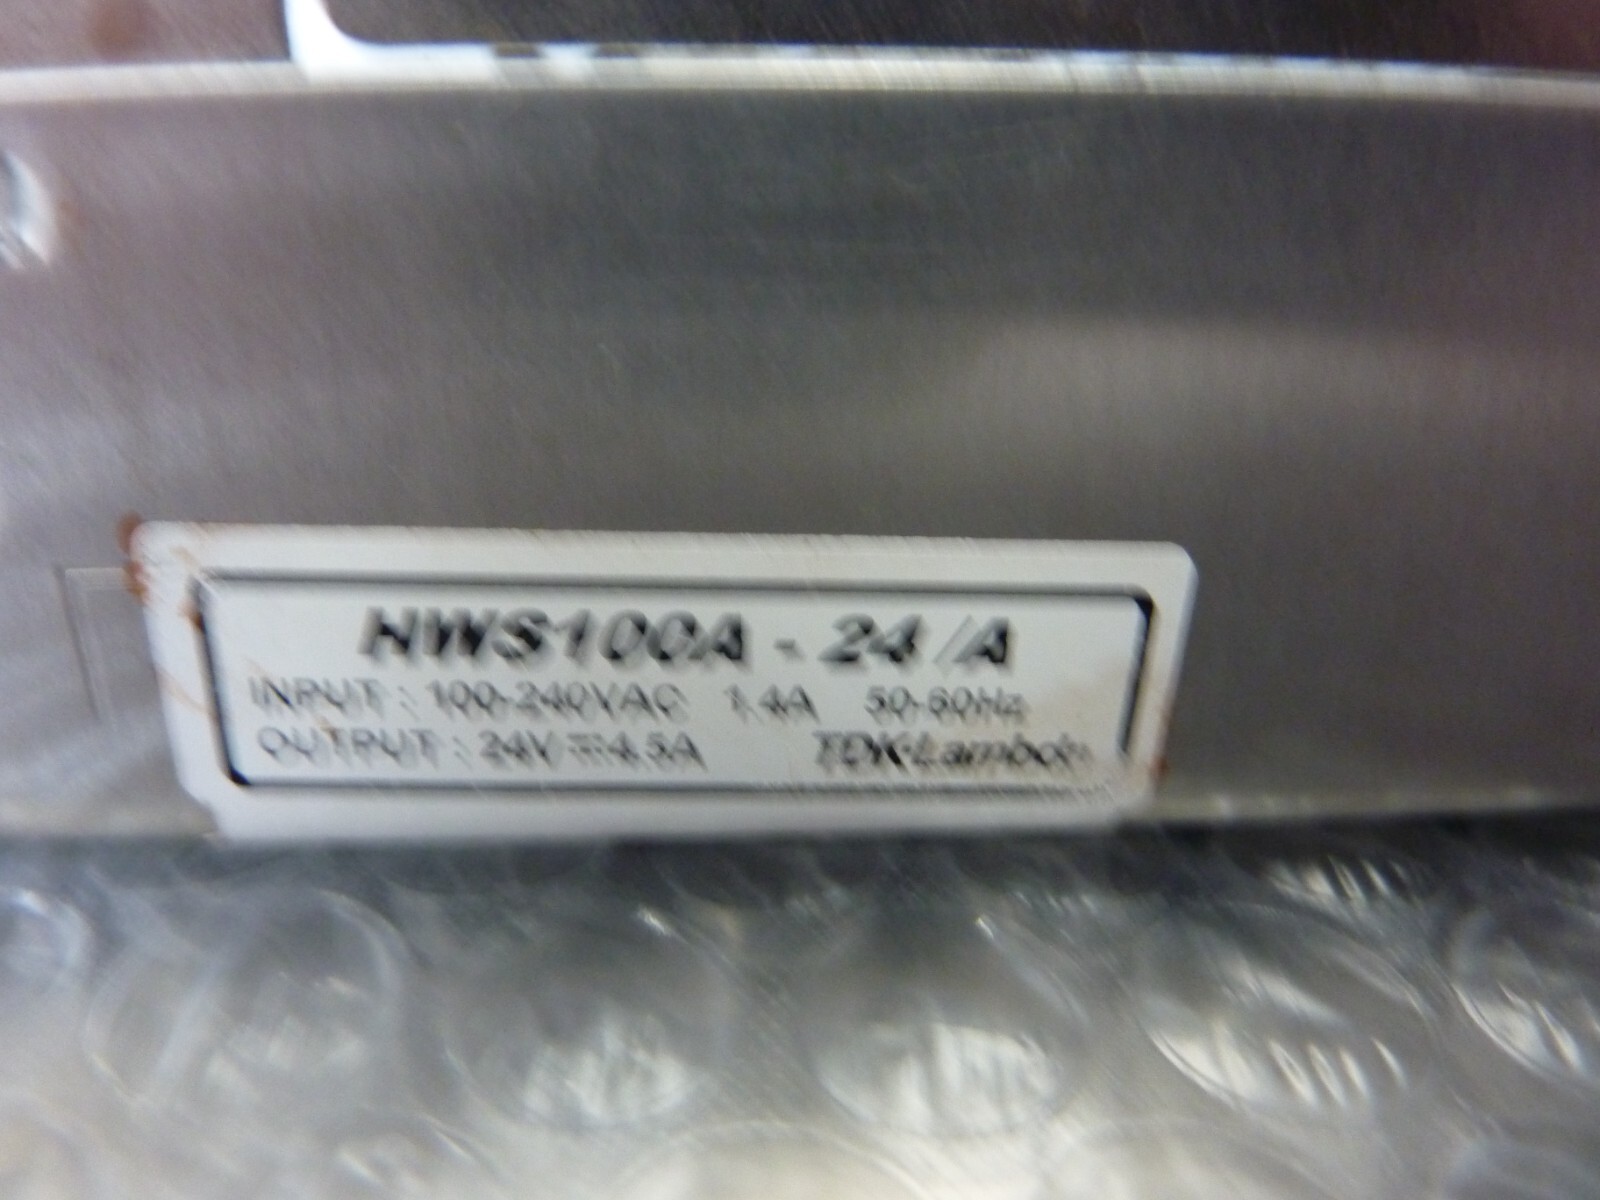 HWS100A - 24 /A
INPUT : 100-240VAC 1.4A 50-60Hz
OUTPUT : 24V ⎓ 4.5A TDK-Lambda